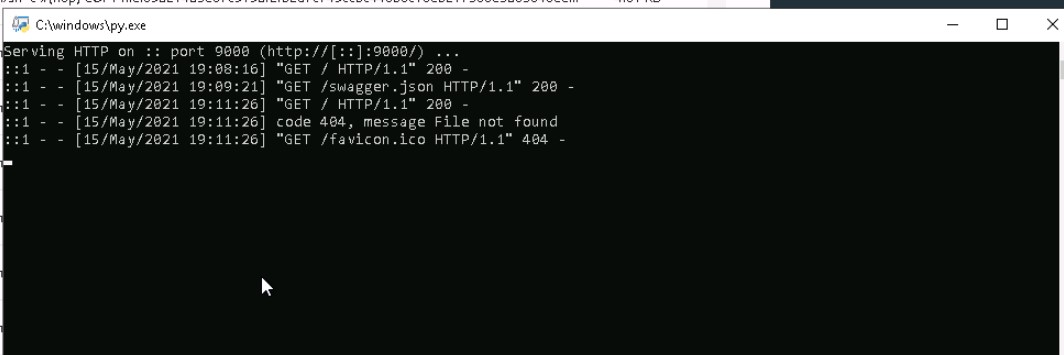 C:\windows\py.exe
Serving HTTP on :: port 9000 (http://[::]:9000/) ...
::1 - - [15/May/2021 19:08:16] "GET / HTTP/1.1" 200 -
::1 - - [15/May/2021 19:09:21] "GET /swagger.json HTTP/1.1" 200 -
::1 - - [15/May/2021 19:11:26] "GET / HTTP/1.1" 200 -
::1 - - [15/May/2021 19:11:26] code 404, message File not found
::1 - - [15/May/2021 19:11:26] "GET /favicon.ico HTTP/1.1" 404 -